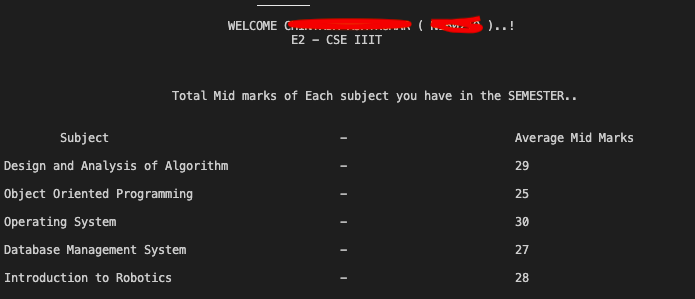 WELCOME ( )..!
E2 – CSE IIIT
Total Mid marks of Each subject you have in the SEMESTER..
Subject – Average Mid Marks
Design and Analysis of Algorithm – 29
Object Oriented Programming – 25
Operating System – 30
Database Management System – 27
Introduction to Robotics – 28